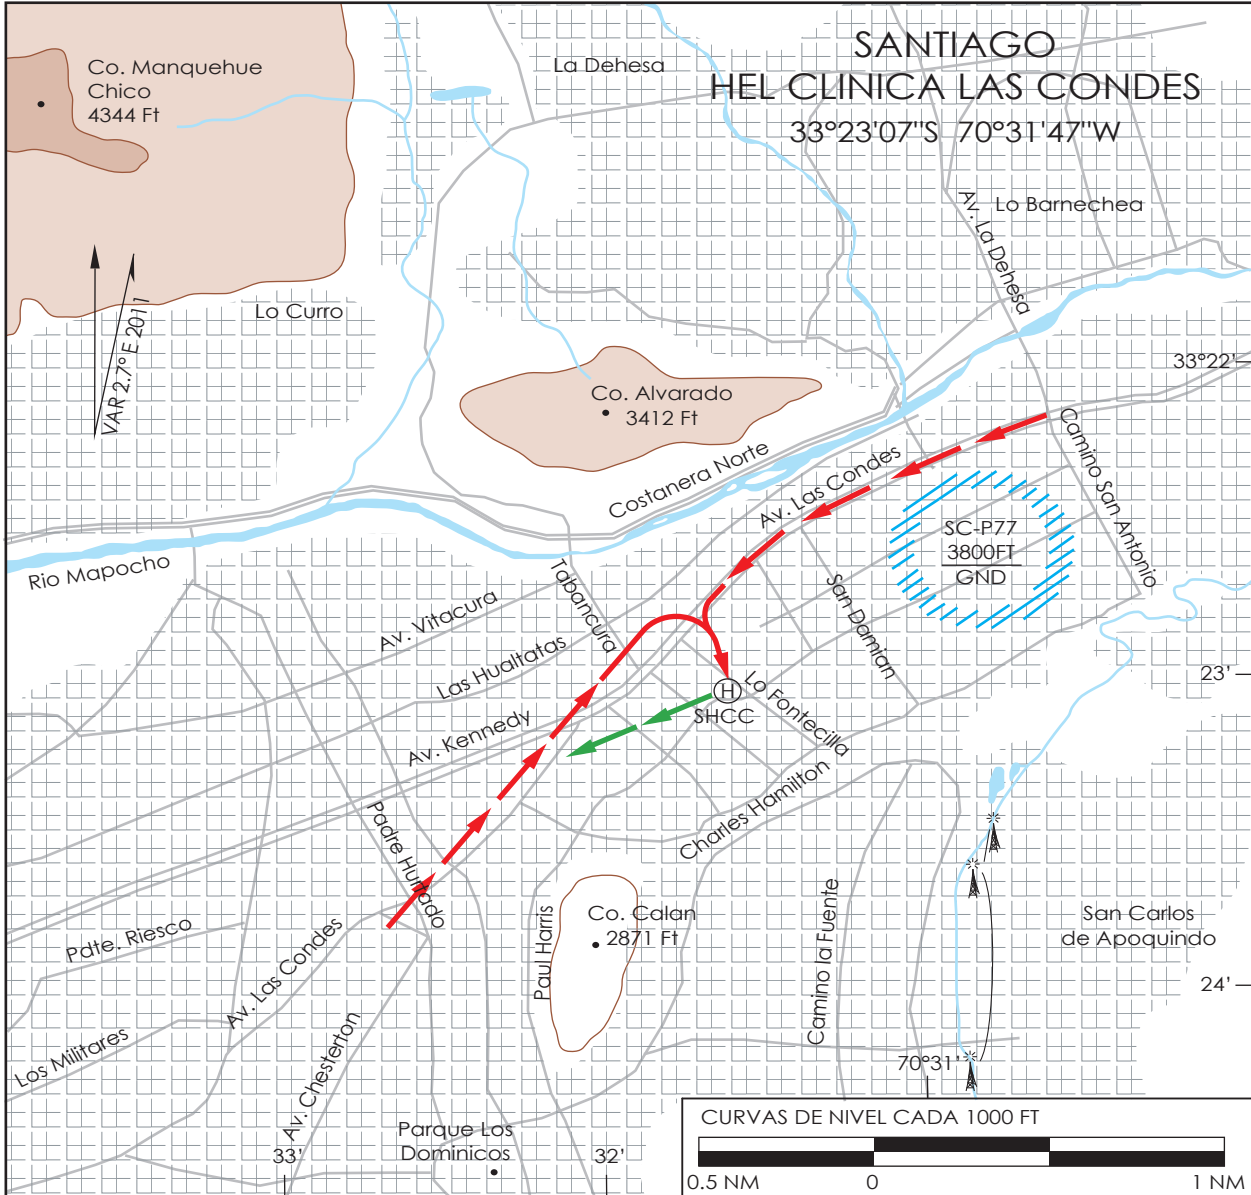 SANTIAGO
HEL CLINICA LAS CONDES
33°23'07"S 70°31'47"W
Co. Manquehue
Chico
4344 Ft
La Dehesa
Lo Barnechea
Av. La Dehesa
VAR 2.7° E 2011
Lo Curro
33°22'
Co. Alvarado
3412 Ft
Costanera Norte
Av. Las Condes
Camino San Antonio
SC-P77
3800FT
GND
Río Mapocho
Tabancura
Av. Vitacura
San Damian
Las Hualtatas
23'
H
SHCC
Lo Fontecilla
Av. Kennedy
Charles Hamilton
Padre Hurtado
Co. Calan
2871 Ft
Paul Harris
Camino la Fuente
San Carlos
de Apoquindo
Pdte. Riesco
Av. Las Condes
24'
Los Militares
Av. Chesterton
70°31'
Parque Los
Dominicos
33'
32'
CURVAS DE NIVEL CADA 1000 FT
0.5 NM 0 1 NM